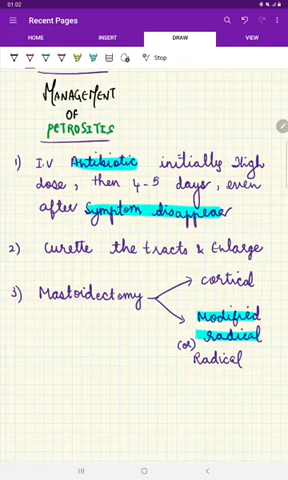 01:02
Recent Pages
HOME INSERT DRAW VIEW
Stop
MANAGEMENT
OF
PETROSITES
1) I.V Antibiotic initially High
dose, then 4-5 days, even
after Symptom disappear
2) Curette the tracts & Enlarge
3) Mastoidectomy
cortical
Modified
radical
(or)
Radical